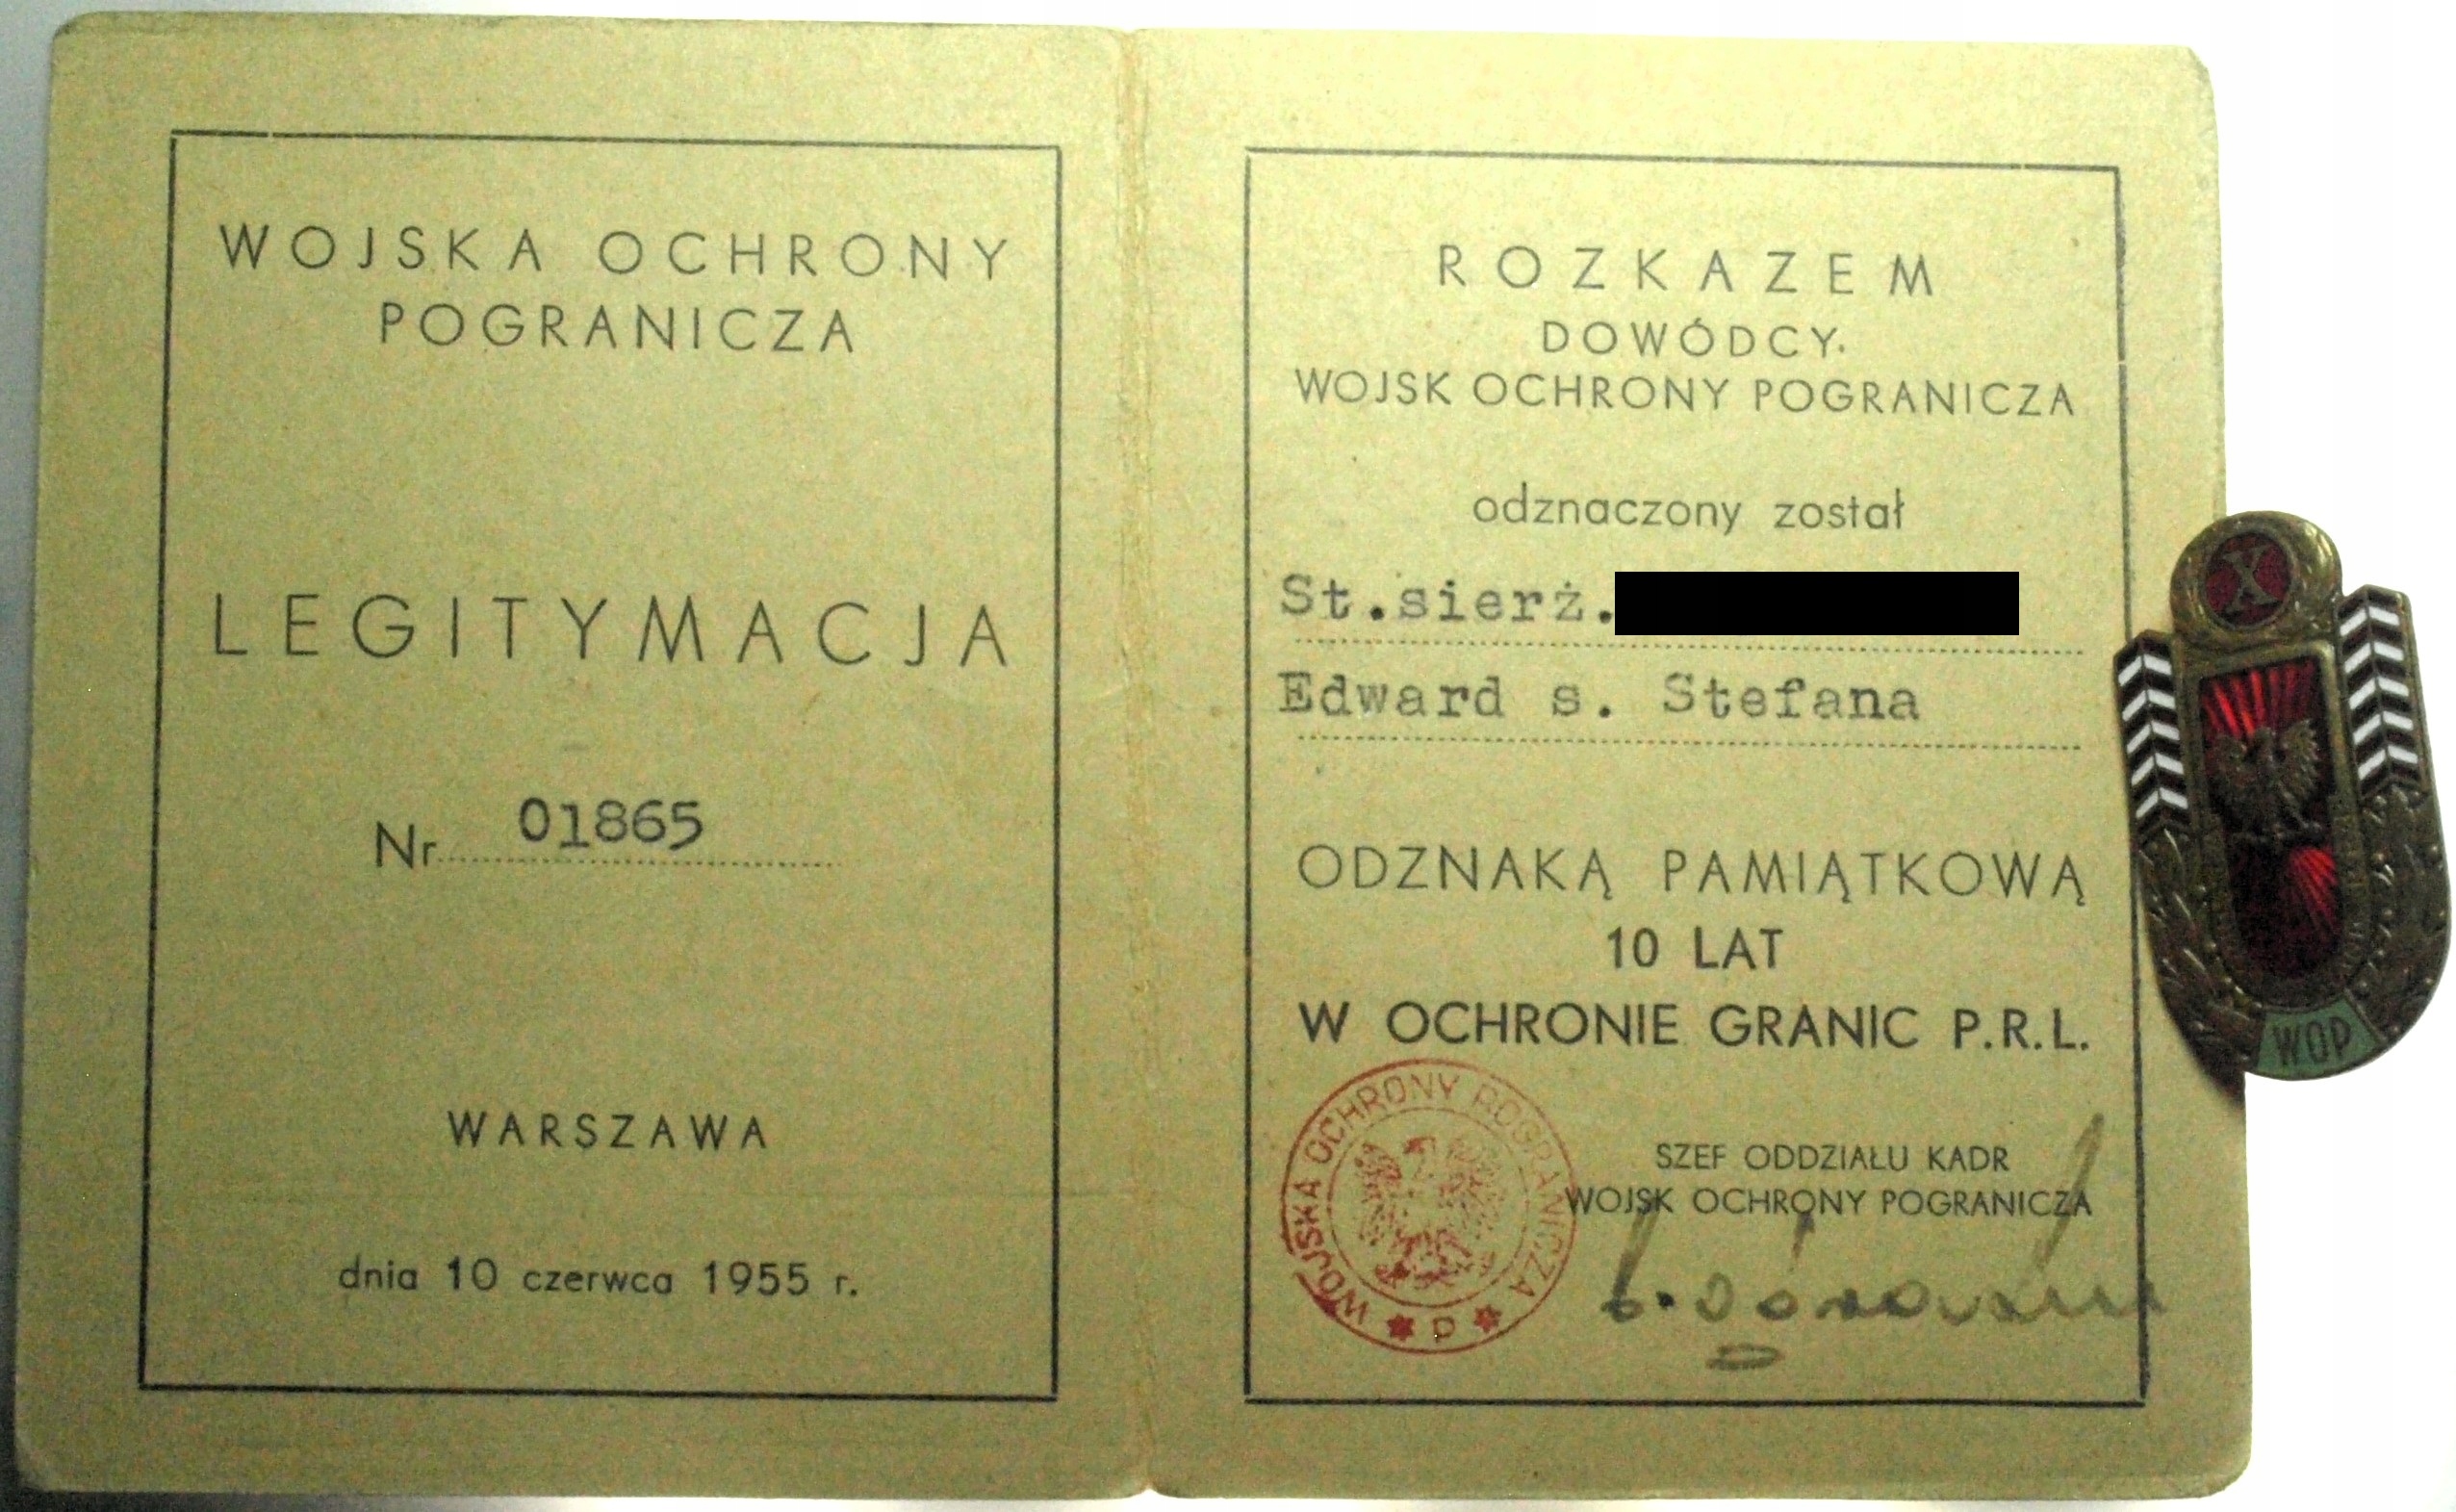 WOJSKA OCHRONY
POGRANICZA
LEGITYMACJA
Nr 01865
WARSZAWA
dnia 10 czerwca 1955 r.
ROZKAZEM
DOWÓDCY
WOJSK OCHRONY POGRANICZA
odznaczony został
St.sierż.
Edward s. Stefana
ODZNAKĄ PAMIĄTKOWĄ
10 LAT
W OCHRONIE GRANIC P.R.L.
WOJSKA OCHRONY POGRANICZA
P
SZEF ODDZIAŁU KADR
WOJSK OCHRONY POGRANICZA
X
WOP